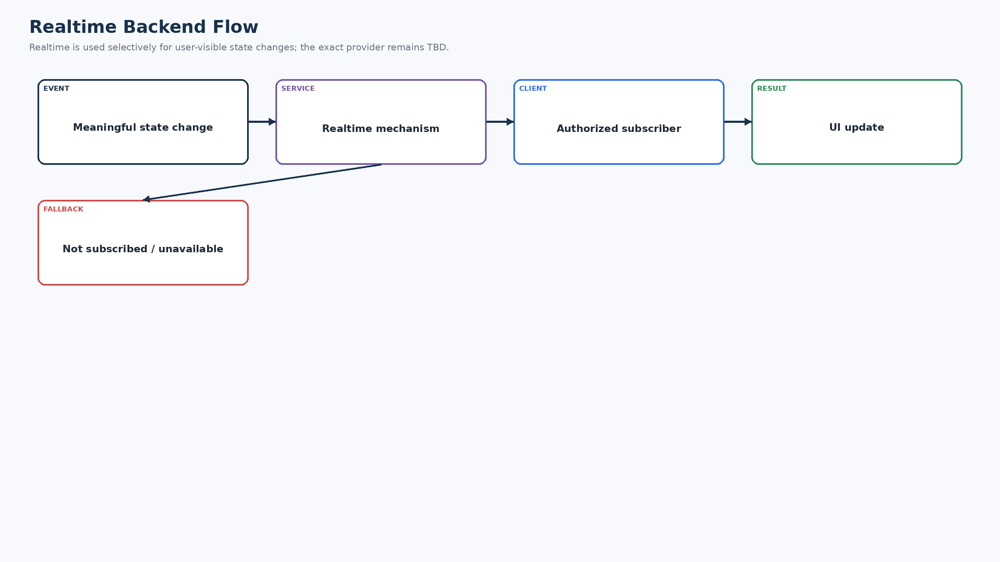 Realtime Backend Flow
Realtime is used selectively for user-visible state changes; the exact provider remains TBD.
EVENT
Meaningful state change
SERVICE
Realtime mechanism
CLIENT
Authorized subscriber
RESULT
UI update
FALLBACK
Not subscribed / unavailable